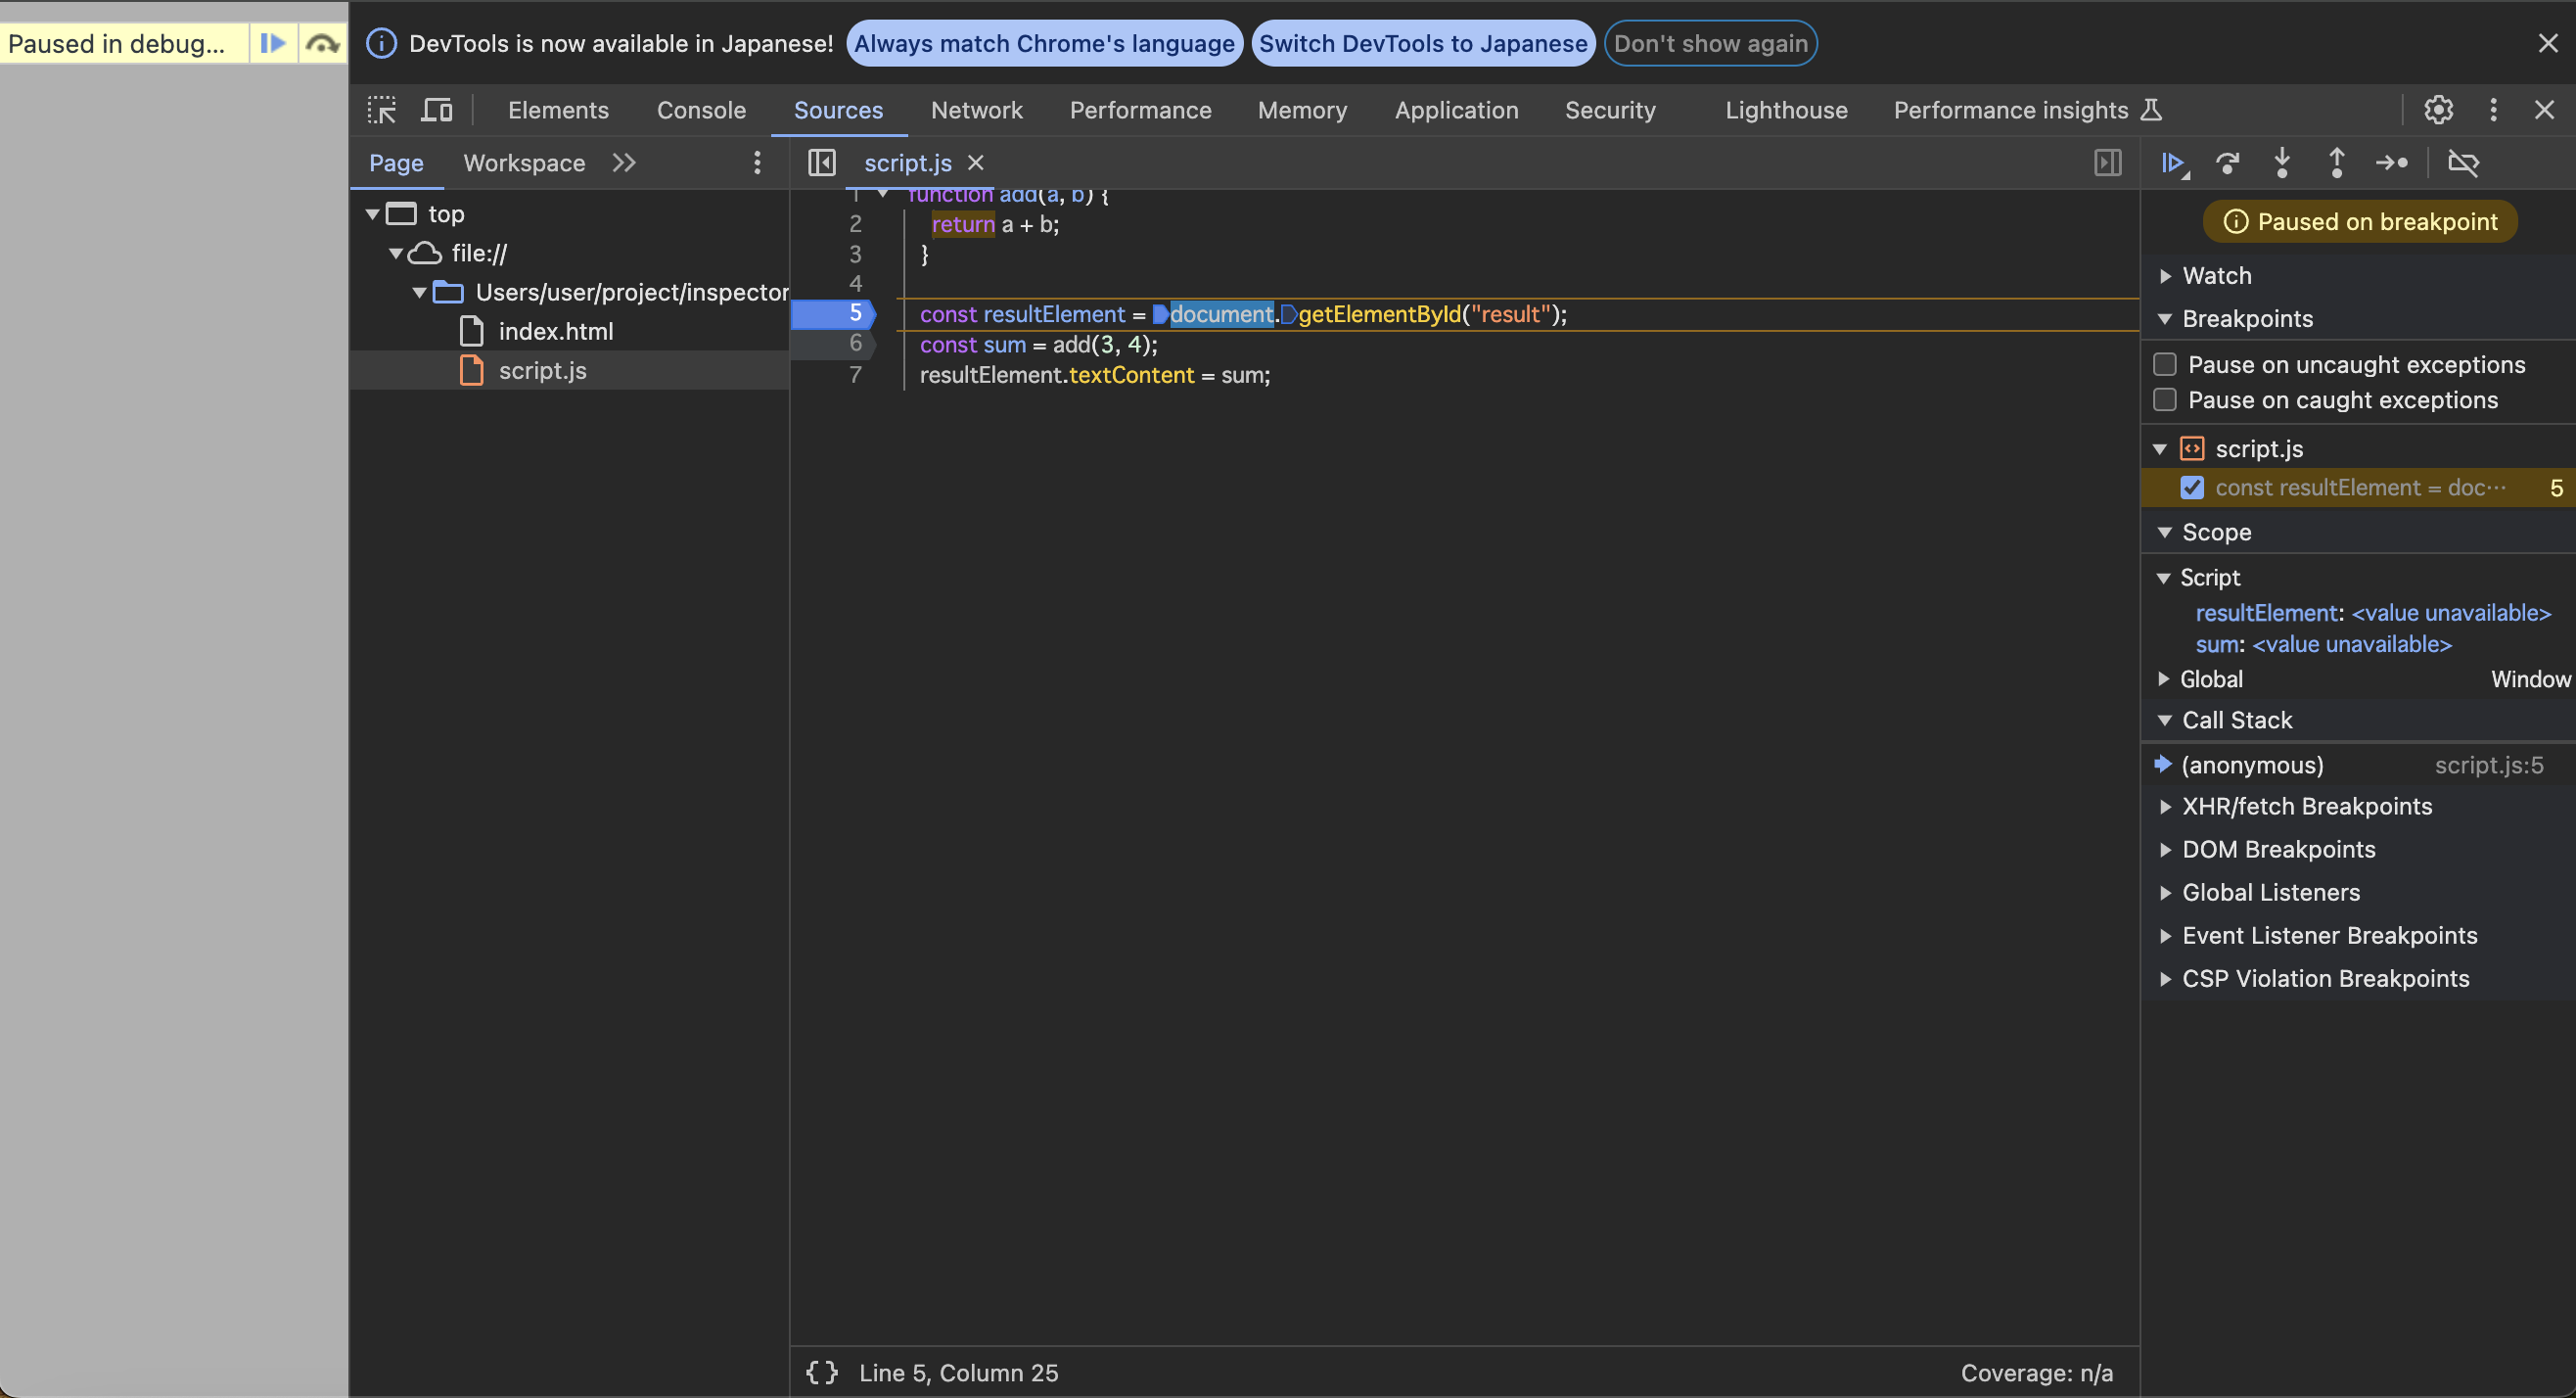 Paused in debug...
DevTools is now available in Japanese! Always match Chrome's language Switch DevTools to Japanese Don't show again
Elements Console Sources Network Performance Memory Application Security Lighthouse Performance insights
Page Workspace
script.js
top
file://
Users/user/project/inspector
index.html
script.js
1 function add(a, b) {
2 return a + b;
3 }
4
5 const resultElement = document.getElementById("result");
6 const sum = add(3, 4);
7 resultElement.textContent = sum;
{ } Line 5, Column 25
Coverage: n/a
Paused on breakpoint
Watch
Breakpoints
Pause on uncaught exceptions
Pause on caught exceptions
script.js
const resultElement = doc··· 5
Scope
Script
resultElement: <value unavailable>
sum: <value unavailable>
Global Window
Call Stack
(anonymous) script.js:5
XHR/fetch Breakpoints
DOM Breakpoints
Global Listeners
Event Listener Breakpoints
CSP Violation Breakpoints